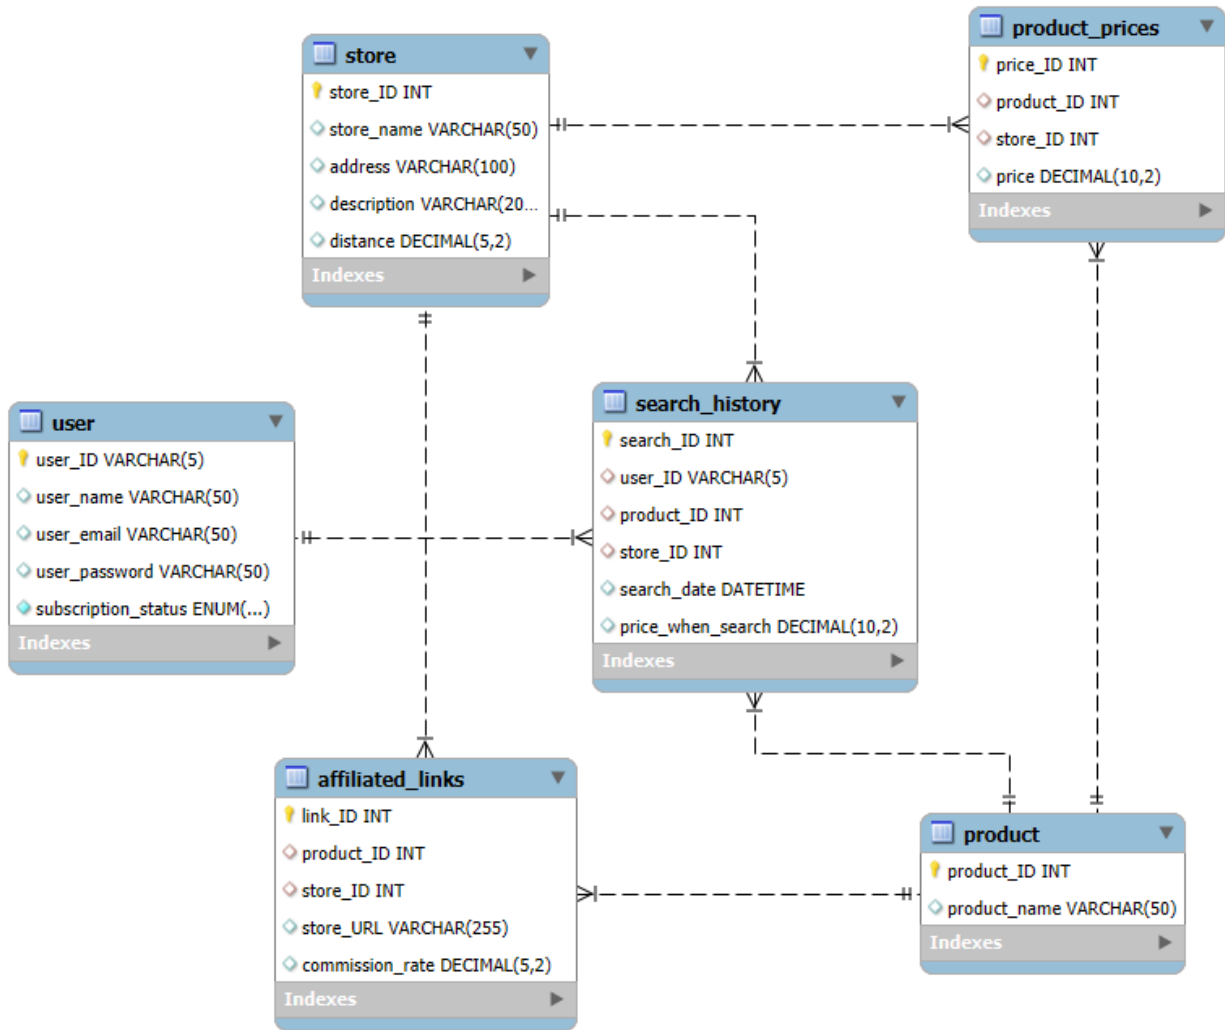 store
store_ID INT
store_name VARCHAR(50)
address VARCHAR(100)
description VARCHAR(20...
distance DECIMAL(5,2)
Indexes
product_prices
price_ID INT
product_ID INT
store_ID INT
price DECIMAL(10,2)
Indexes
user
user_ID VARCHAR(5)
user_name VARCHAR(50)
user_email VARCHAR(50)
user_password VARCHAR(50)
subscription_status ENUM(...)
Indexes
search_history
search_ID INT
user_ID VARCHAR(5)
product_ID INT
store_ID INT
search_date DATETIME
price_when_search DECIMAL(10,2)
Indexes
affiliated_links
link_ID INT
product_ID INT
store_ID INT
store_URL VARCHAR(255)
commission_rate DECIMAL(5,2)
Indexes
product
product_ID INT
product_name VARCHAR(50)
Indexes